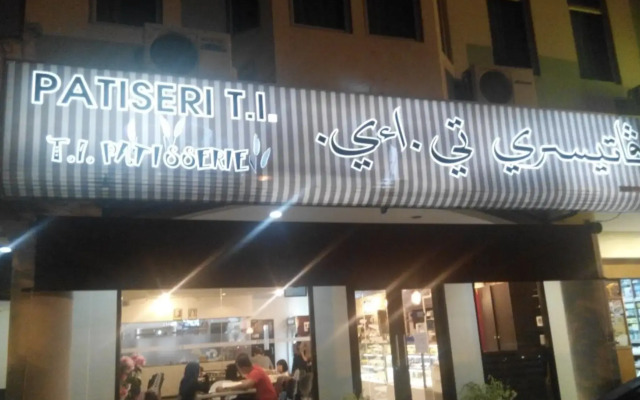 PATISERI T.I.
ڤاتيسري تي .اءي.
T.I. PATISSERIE